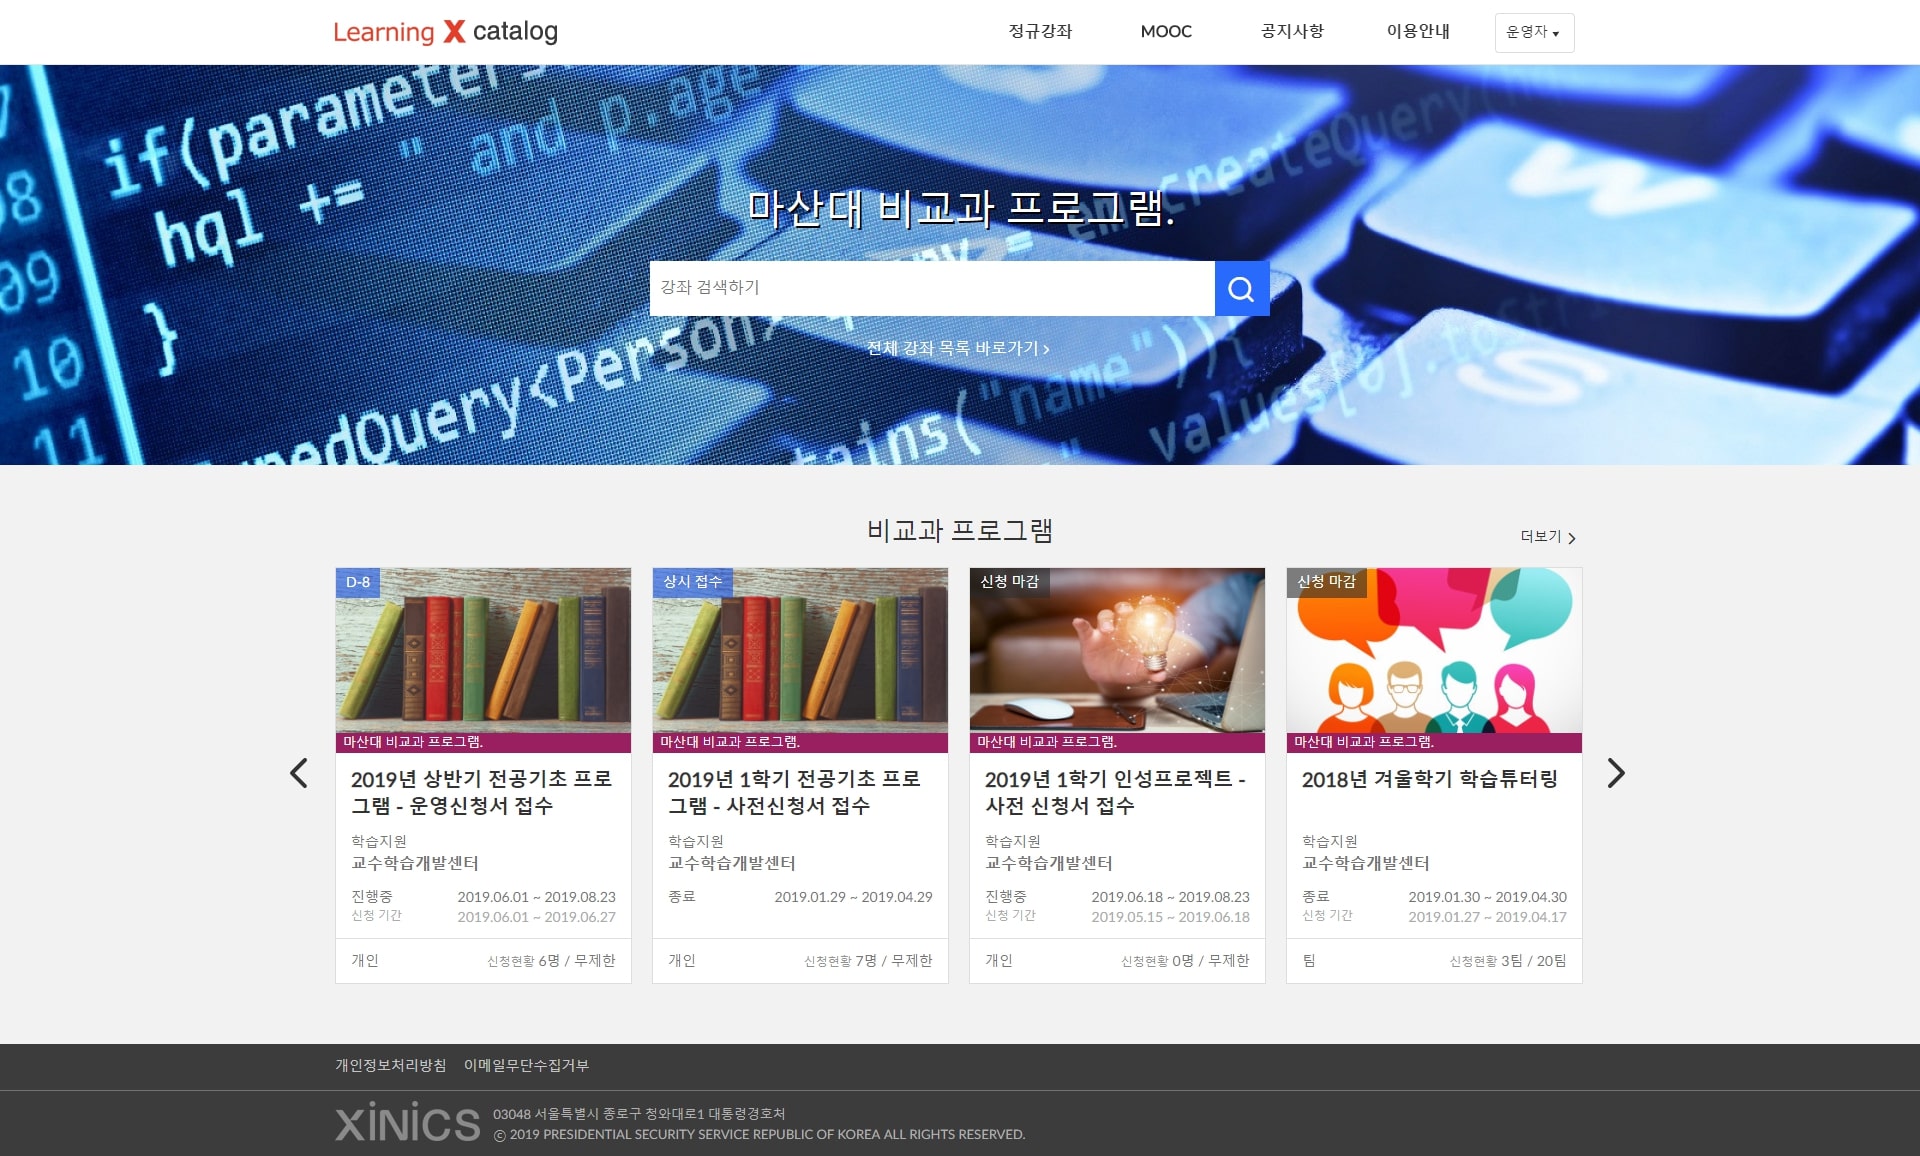 Learning X catalog
정규강좌 MOOC 공지사항 이용안내 운영자
if(parameters
" and p.age
hql +=
08
09
}
10
11
em.createQuery(hq
query =
마산대 비교과 프로그램.
강좌 검색하기
전체 강좌 목록 바로가기 >
Query<Person>
tains("name")){
values[6].toStri
W
S
비교과 프로그램
더보기 >
D-8
마산대 비교과 프로그램.
2019년 상반기 전공기초 프로
그램 - 운영신청서 접수
학습지원
교수학습개발센터
진행중 2019.06.01 ~ 2019.08.23
신청 기간 2019.06.01 ~ 2019.06.27
개인 신청현황 6명 / 무제한
상시 접수
마산대 비교과 프로그램.
2019년 1학기 전공기초 프로
그램 - 사전신청서 접수
학습지원
교수학습개발센터
종료 2019.01.29 ~ 2019.04.29
개인 신청현황 7명 / 무제한
신청 마감
마산대 비교과 프로그램.
2019년 1학기 인성프로젝트 -
사전 신청서 접수
학습지원
교수학습개발센터
진행중 2019.06.18 ~ 2019.08.23
신청 기간 2019.05.15 ~ 2019.06.18
개인 신청현황 0명 / 무제한
신청 마감
마산대 비교과 프로그램.
2018년 겨울학기 학습튜터링
학습지원
교수학습개발센터
종료 2019.01.30 ~ 2019.04.30
신청 기간 2019.01.27 ~ 2019.04.17
팀 신청현황 3팀 / 20팀
개인정보처리방침 이메일무단수집거부
XINICS
03048 서울특별시 종로구 청와대로1 대통령경호처
ⓒ 2019 PRESIDENTIAL SECURITY SERVICE REPUBLIC OF KOREA ALL RIGHTS RESERVED.